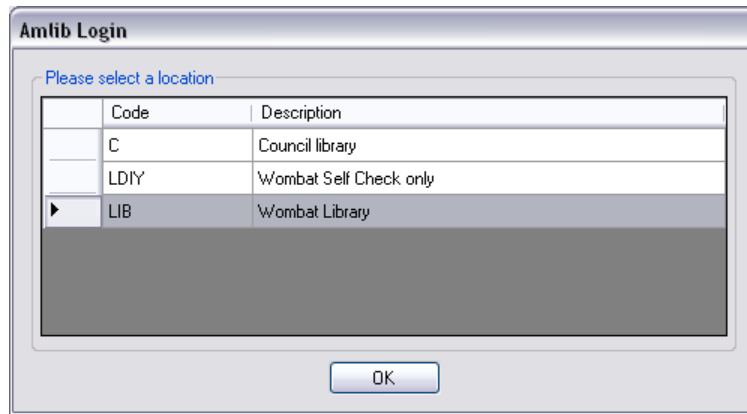 Amlib Login
Please select a location
Code Description
C Council library
LDIY Wombat Self Check only
LIB Wombat Library
OK